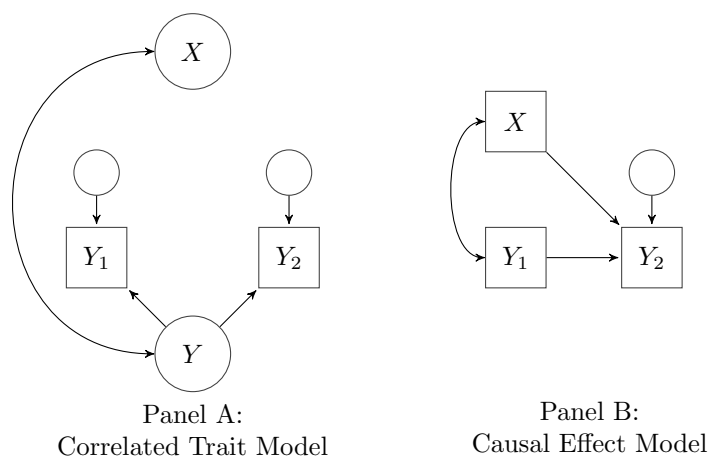 X
X
Y₁
Y₂
Y₁
Y₂
Y
Panel A:
Correlated Trait Model
Panel B:
Causal Effect Model